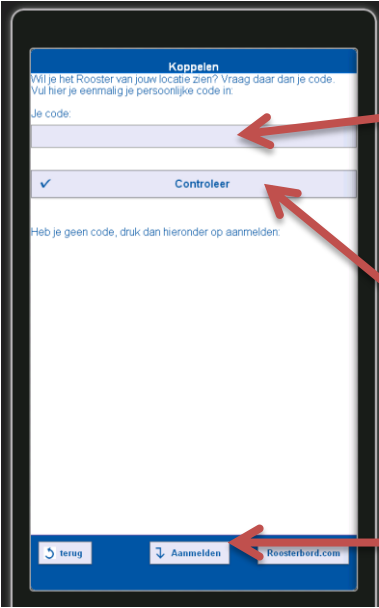 Koppelen
Wil je het Rooster van jouw locatie zien? Vraag daar dan je code.
Vul hier je eenmalig je persoonlijke code in:
Je code:
Controleer
Heb je geen code, druk dan hieronder op aanmelden:
terug
Aanmelden
Roosterbord.com